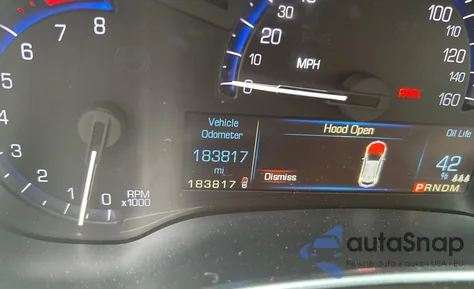 5
6
7
8
4
3
2
1
0
RPM
x1000
0
10
20
30
40
MPH
100
120
140
160
Vehicle
Odometer
183817
mi
183817
Hood Open
Dismiss
Oil Life
42
%
PRNDM
autoSnap